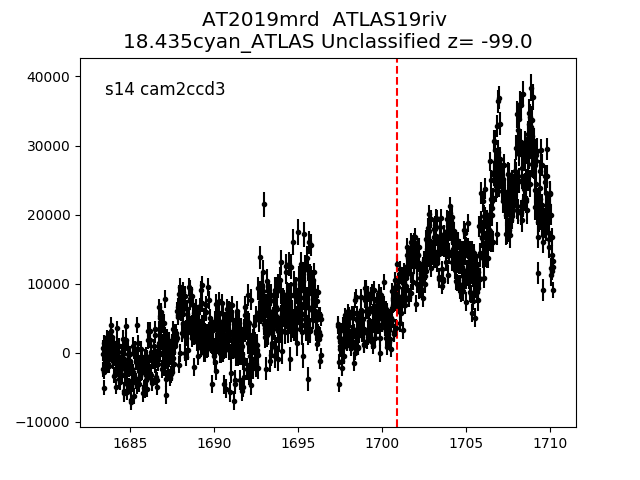 AT2019mrd ATLAS19riv
18.435cyan_ATLAS Unclassified z= -99.0
s14 cam2ccd3
40000
30000
20000
10000
0
−10000
1685 1690 1695 1700 1705 1710